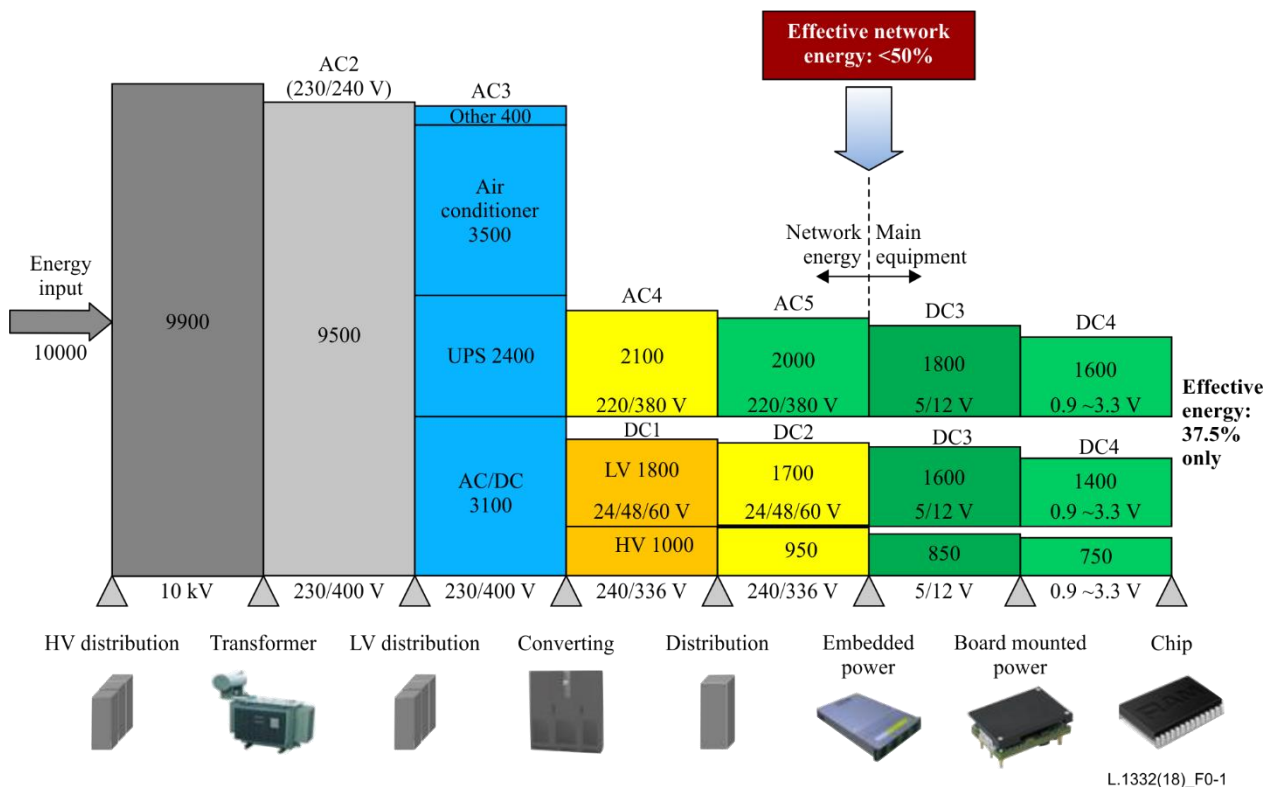 Effective network
energy: <50%
AC2
(230/240 V)
AC3
Other 400
Air
conditioner
3500
Network
energy
Main
equipment
Energy
input
10000
9900
9500
UPS 2400
AC4
2100
220/380 V
AC5
2000
220/380 V
DC3
1800
5/12 V
DC4
1600
0.9 ~3.3 V
Effective
energy:
37.5%
only
AC/DC
3100
DC1
LV 1800
24/48/60 V
DC2
1700
24/48/60 V
DC3
1600
5/12 V
DC4
1400
0.9 ~3.3 V
HV 1000
950
850
750
10 kV
230/400 V
230/400 V
240/336 V
240/336 V
5/12 V
0.9 ~3.3 V
HV distribution
Transformer
LV distribution
Converting
Distribution
Embedded
power
Board mounted
power
Chip
RAM
L.1332(18)_F0-1